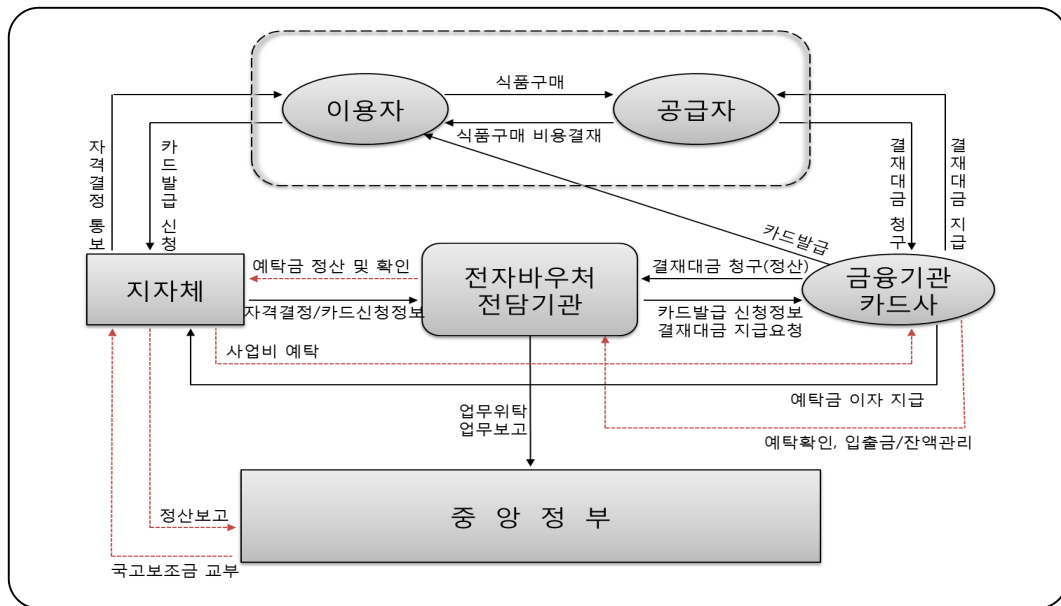 식품구매
이용자
공급자
식품구매 비용결재
자격결정 통보
카드발급 신청
결재대금 청구
결재대금 지급
카드발급
예탁금 정산 및 확인
지자체
전자바우처
전담기관
결재대금 청구(정산)
금융기관
카드사
자격결정/카드신청정보
카드발급 신청정보
결재대금 지급요청
사업비 예탁
예탁금 이자 지급
업무위탁
업무보고
예탁확인, 입출금/잔액관리
정산보고
중 앙 정 부
국고보조금 교부